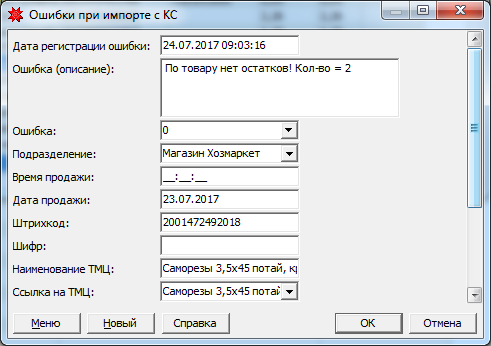 Ошибки при импорте с КС
Дата регистрации ошибки: 24.07.2017 09:03:16
Ошибка (описание): По товару нет остатков! Кол-во = 2
Ошибка: 0
Подразделение: Магазин Хозмаркет
Время продажи: __:__:__
Дата продажи: 23.07.2017
Штрихкод: 2001472492018
Шифр:
Наименование ТМЦ: Саморезы 3,5х45 потай, кр
Ссылка на ТМЦ: Саморезы 3,5х45 потай
Меню Новый Справка ОК Отмена